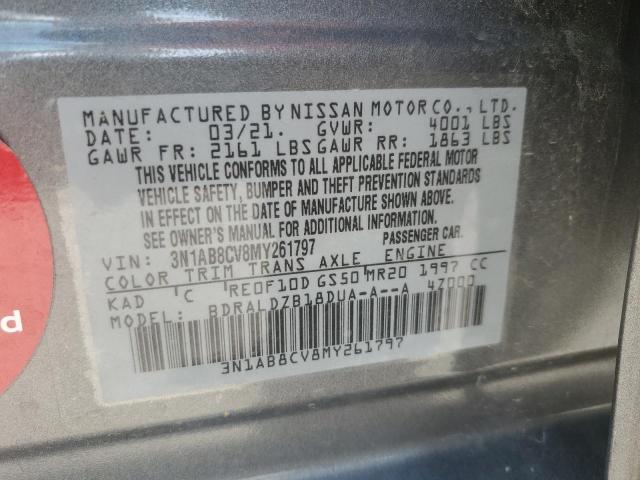 MANUFACTURED BY NISSAN MOTOR CO., LTD.
DATE: 03/21. GVWR: 4001 LBS
GAWR FR: 2161 LBS GAWR RR: 1863 LBS
THIS VEHICLE CONFORMS TO ALL APPLICABLE FEDERAL MOTOR
VEHICLE SAFETY, BUMPER AND THEFT PREVENTION STANDARDS
IN EFFECT ON THE DATE OF MANUFACTURE SHOWN ABOVE.
SEE OWNER'S MANUAL FOR ADDITIONAL INFORMATION.
VIN: 3N1AB8CV8MY261797 PASSENGER CAR.
COLOR TRIM TRANS AXLE ENGINE
KAD C RE0F10D GS50 MR20 1997 CC
MODEL: BDRALDZB18DUA-A--A 4Z000
3N1AB8CV8MY261797
d